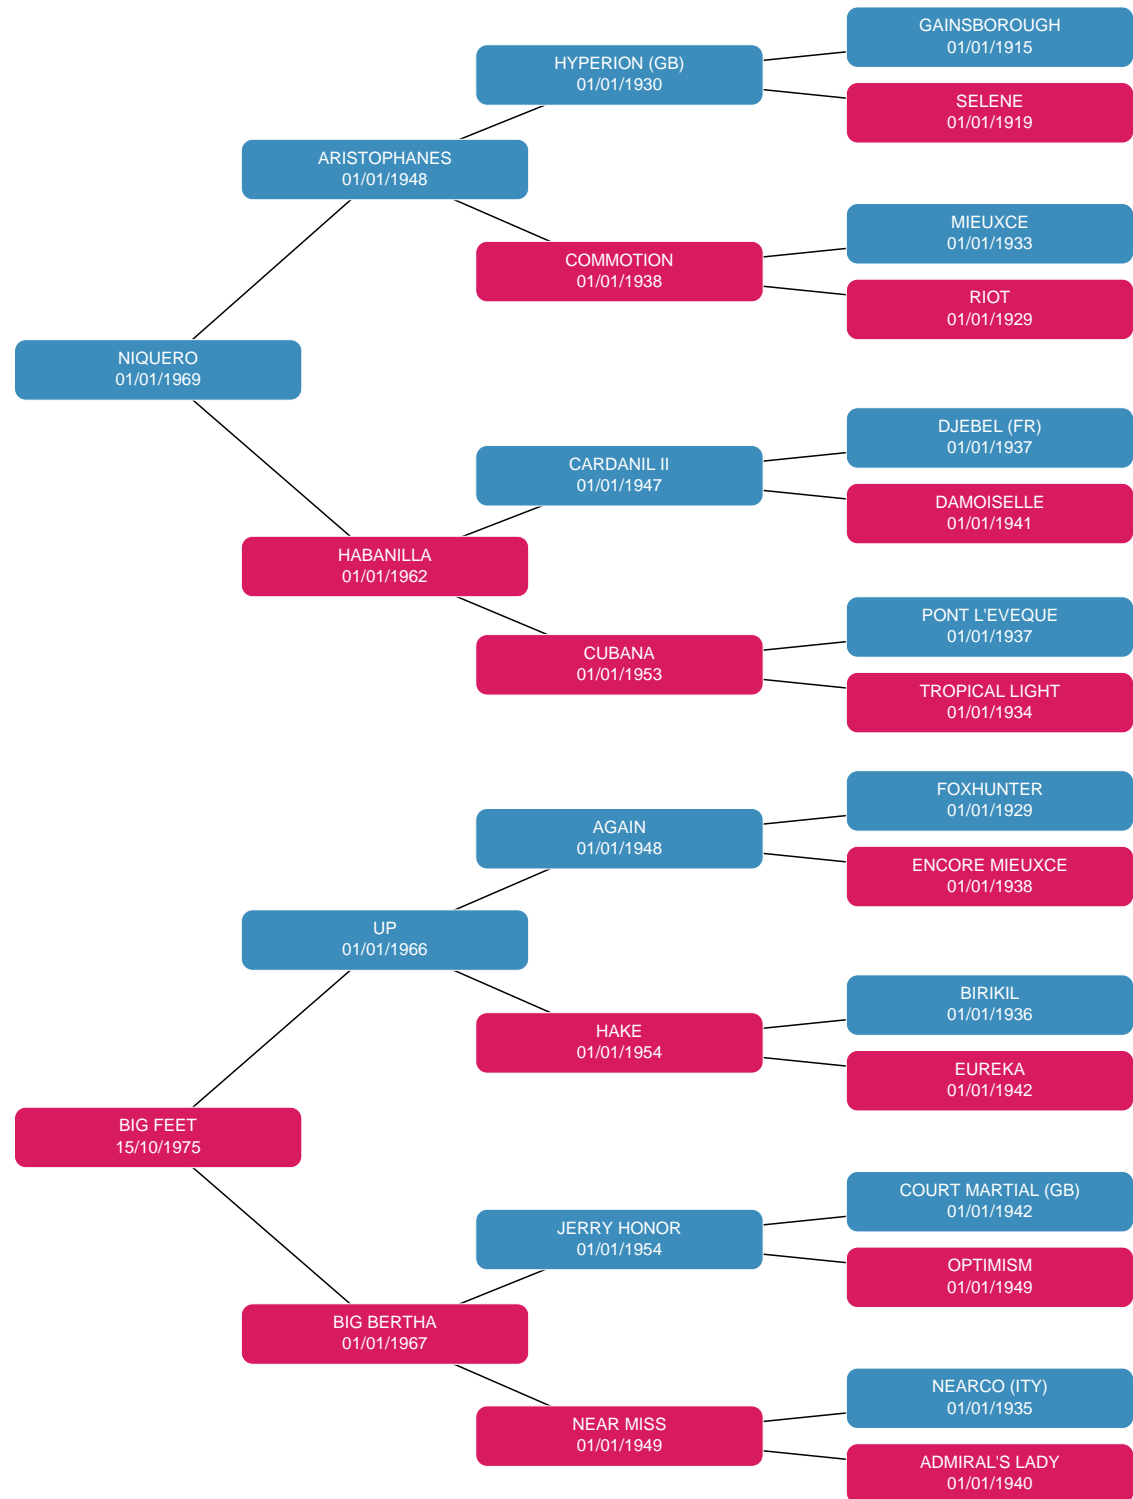 GAINSBOROUGH
01/01/1915
HYPERION (GB)
01/01/1930
SELENE
01/01/1919
ARISTOPHANES
01/01/1948
MIEUXCE
01/01/1933
COMMOTION
01/01/1938
RIOT
01/01/1929
NIQUERO
01/01/1969
DJEBEL (FR)
01/01/1937
CARDANIL II
01/01/1947
DAMOISELLE
01/01/1941
HABANILLA
01/01/1962
PONT L'EVEQUE
01/01/1937
CUBANA
01/01/1953
TROPICAL LIGHT
01/01/1934
FOXHUNTER
01/01/1929
AGAIN
01/01/1948
ENCORE MIEUXCE
01/01/1938
UP
01/01/1966
BIRIKIL
01/01/1936
HAKE
01/01/1954
EUREKA
01/01/1942
BIG FEET
15/10/1975
COURT MARTIAL (GB)
01/01/1942
JERRY HONOR
01/01/1954
OPTIMISM
01/01/1949
BIG BERTHA
01/01/1967
NEARCO (ITY)
01/01/1935
NEAR MISS
01/01/1949
ADMIRAL'S LADY
01/01/1940